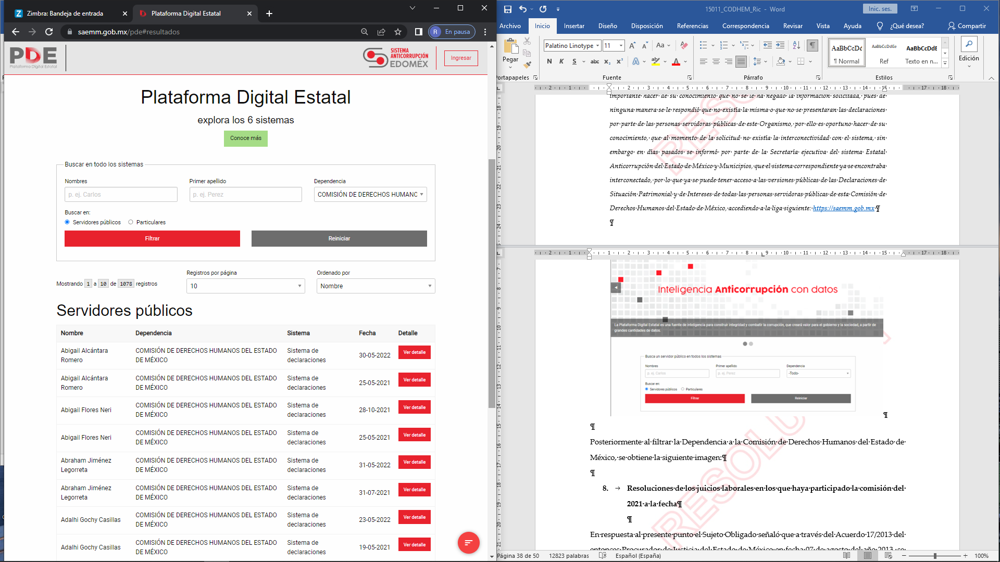 Zimbra: Bandeja de entrada
Plataforma Digital Estatal
saemm.gob.mx/pde#resultados
R En pausa
PDE
Plataforma Digital Estatal
SISTEMA
ANTICORRUPCIÓN
EDOMÉX
Ingresar
Plataforma Digital Estatal
explora los 6 sistemas
Conoce más
Buscar en todo los sistemas
Nombres
Primer apellido
Dependencia
p. ej. Carlos
p. ej. Perez
COMISIÓN DE DERECHOS HUMANO
Buscar en:
Servidores públicos
Particulares
Filtrar
Reiniciar
Mostrando 1 a 10 de 1078 registros
Registros por página
10
Ordenado por
Nombre
Servidores públicos
Nombre Dependencia Sistema Fecha Detalle
Abigail Alcántara Romero COMISIÓN DE DERECHOS HUMANOS DEL ESTADO DE MÉXICO Sistema de declaraciones 30-05-2022 Ver detalle
Abigail Alcántara Romero COMISIÓN DE DERECHOS HUMANOS DEL ESTADO DE MÉXICO Sistema de declaraciones 25-05-2021 Ver detalle
Abigail Flores Neri COMISIÓN DE DERECHOS HUMANOS DEL ESTADO DE MÉXICO Sistema de declaraciones 28-10-2021 Ver detalle
Abigail Flores Neri COMISIÓN DE DERECHOS HUMANOS DEL ESTADO DE MÉXICO Sistema de declaraciones 25-05-2021 Ver detalle
Abraham Jiménez Legorreta COMISIÓN DE DERECHOS HUMANOS DEL ESTADO DE MÉXICO Sistema de declaraciones 31-05-2022 Ver detalle
Abraham Jiménez Legorreta COMISIÓN DE DERECHOS HUMANOS DEL ESTADO DE MÉXICO Sistema de declaraciones 31-07-2021 Ver detalle
Adalhi Gochy Casillas COMISIÓN DE DERECHOS HUMANOS DEL ESTADO DE MÉXICO Sistema de declaraciones 23-05-2022 Ver detalle
Adalhi Gochy Casillas COMISIÓN DE DERECHOS HUMANOS DEL ESTADO DE MÉXICO Sistema de declaraciones 19-05-2021 Ver detalle
15011_CODHEM_Ric - Word
Inic. ses.
Archivo Inicio Insertar Diseño Disposición Referencias Correspondencia Revisar Vista Ayuda ¿Qué desea? Compartir
Pegar
Palatino Linotype 11
N K S abc x₂ x²
AaBbCcDd AaBbCcDdEe AaBbCcDdE
¶ Normal Ref Texto en n...
Edición
Portapapeles Fuente Párrafo Estilos
importante hacer de su conocimiento que no se le ha negado la información solicitada, pues de
ninguna manera se le respondió que no existía la misma o que no se presentaran las declaraciones
por parte de las personas servidoras públicas de este Organismo, por ello es oportuno hacer de su
conocimiento, que al momento de la solicitud no existía la interconectividad con el sistema, sin
embargo en días pasados se informó por parte de la Secretaría ejecutiva del sistema Estatal
Anticorrupción del Estado de México y Municipios, que el sistema correspondiente ya se encontraba
interconectado, por lo que ya se puede tener acceso a las versiones públicas de las Declaraciones de
Situación Patrimonial y de Intereses de todas las personas servidoras públicas de esta Comisión de
Derechos Humanos del Estado de México, accediendo a la liga siguiente: https://saemm.gob.mx ¶
¶
Inteligencia Anticorrupción con datos
La Plataforma Digital Estatal es una fuente de inteligencia para construir integridad y combatir la corrupción, que creará valor para el gobierno y la sociedad, a partir de
grandes cantidades de datos.
Busca un servidor público en todos los sistemas
Nombres Primer apellido Dependencia
p. ej. Carlos p. ej. Perez -Todo-
Buscar en:
Servidores públicos Particulares
Filtrar Reiniciar
¶
¶
Posteriormente al filtrar la Dependencia a la Comisión de Derechos Humanos del Estado de
México, se obtiene la siguiente imagen:¶
¶
8. → Resoluciones de los juicios laborales en los que haya participado la comisión del
2021 a la fecha¶
¶
En respuesta al presente punto el Sujeto Obligado señaló que a través del Acuerdo 17/2013 del
entonces Procurador de Justicia del Estado de México en fecha 07 de agosto del año 2013, se
RESOLU
Página 38 de 50 12823 palabras Español (España) 100%